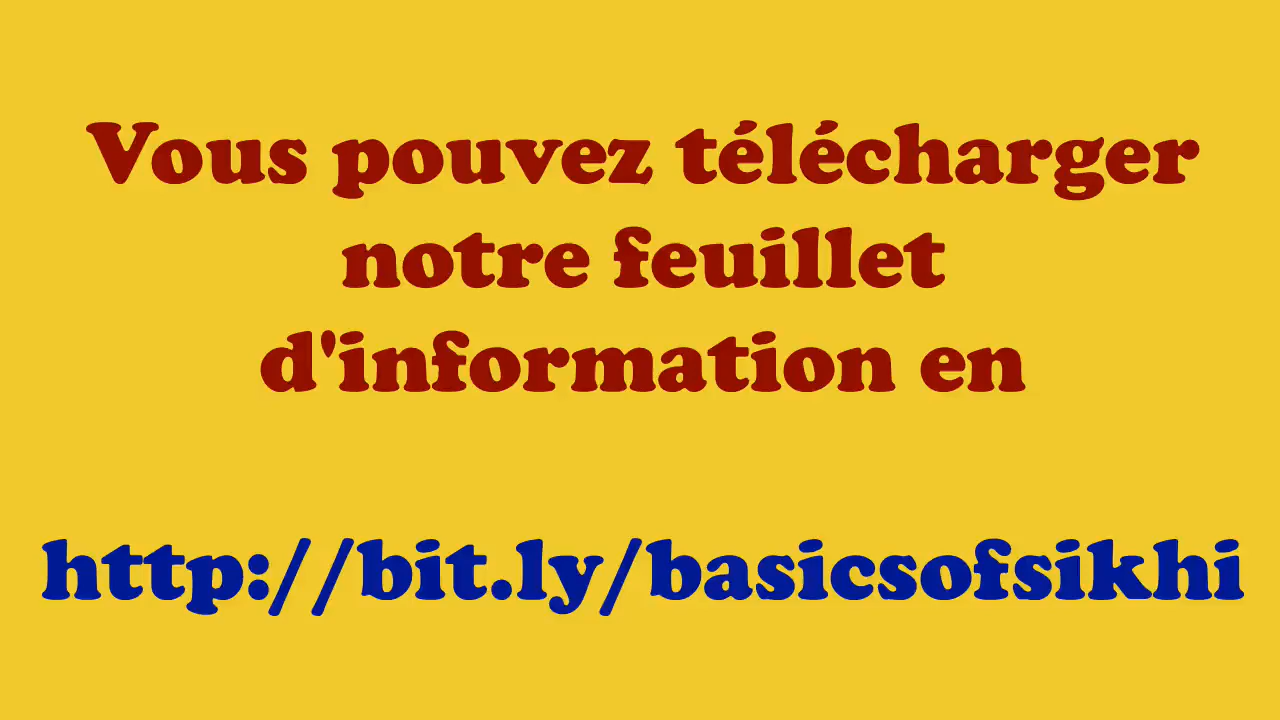 Vous pouvez télécharger
notre feuillet
d'information en
http://bit.ly/basicsofsikhi